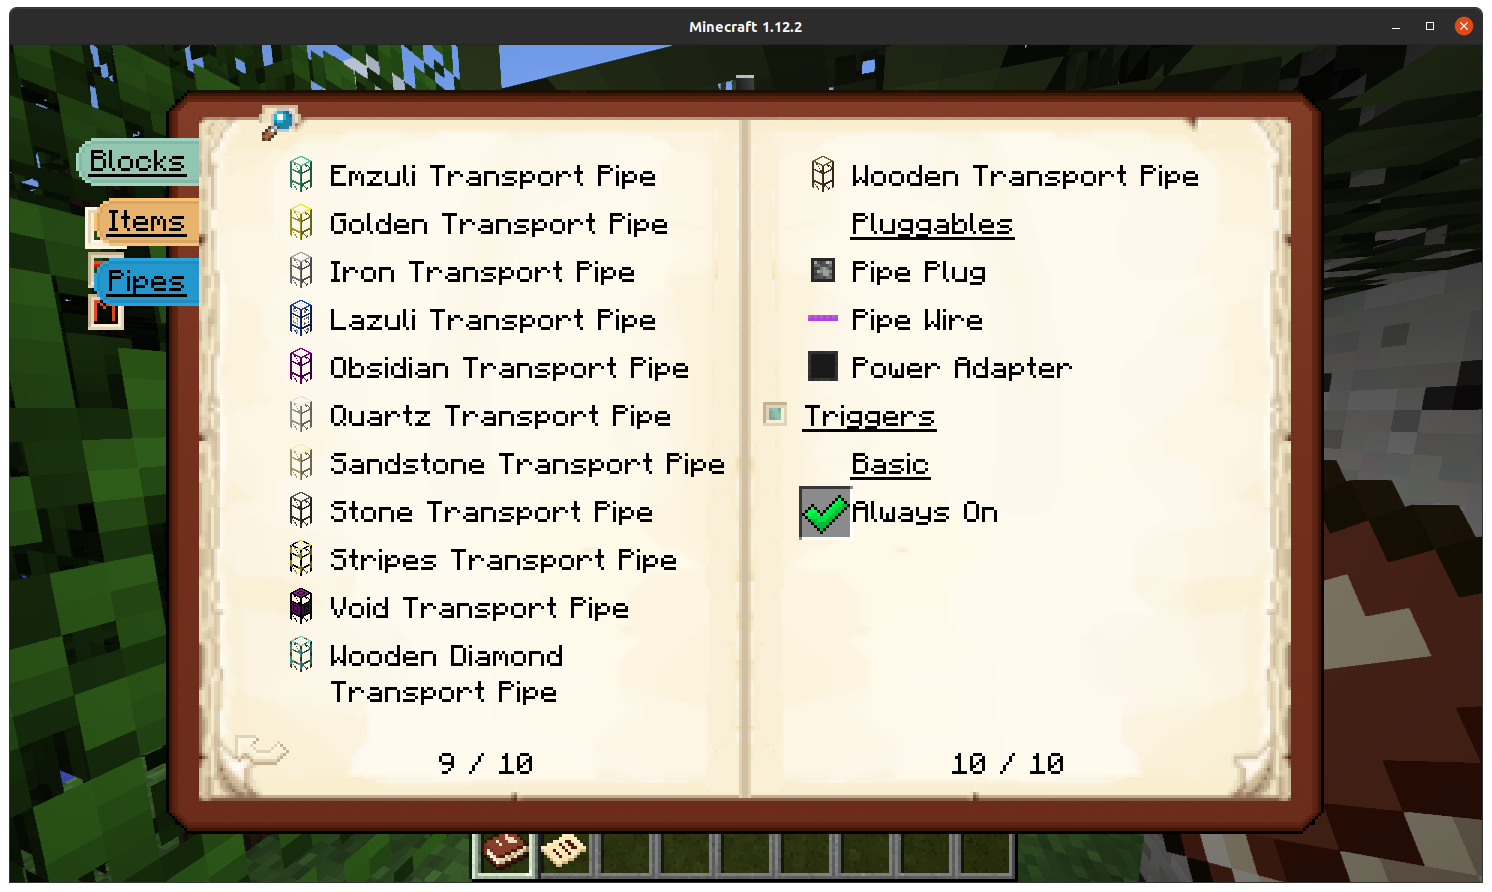 Minecraft 1.12.2
Blocks
Items
Pipes
Emzuli Transport Pipe
Golden Transport Pipe
Iron Transport Pipe
Lazuli Transport Pipe
Obsidian Transport Pipe
Quartz Transport Pipe
Sandstone Transport Pipe
Stone Transport Pipe
Stripes Transport Pipe
Void Transport Pipe
Wooden Diamond
Transport Pipe
9 / 10
Wooden Transport Pipe
Pluggables
Pipe Plug
Pipe Wire
Power Adapter
Triggers
Basic
Always On
10 / 10